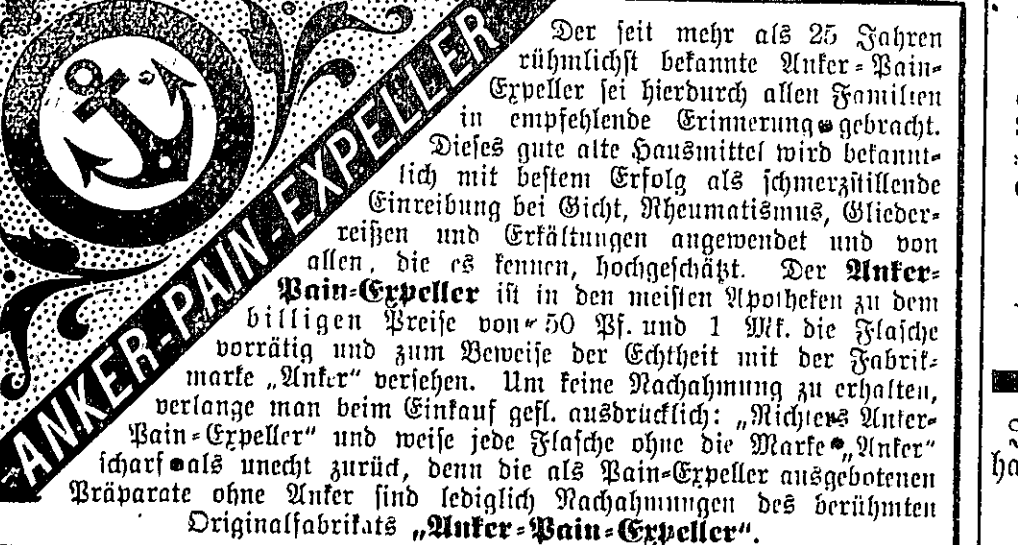 ANKER-PAIN-EXPELLER
Der seit mehr als 25 Jahren
rühmlichst bekannte Anker-Pain-
Expeller sei hierdurch allen Familien
in empfehlende Erinnerung gebracht.
Dieses gute alte Hausmittel wird bekannt-
lich mit bestem Erfolg als schmerzstillende
Einreibung bei Gicht, Rheumatismus, Glieder-
reißen und Erkältungen angewendet und von
allen, die es kennen, hochgeschätzt. Der Anker-
Pain-Expeller ist in den meisten Apotheken zu dem
billigen Preise von 50 Pf. und 1 Mk. die Flasche
vorrätig und zum Beweise der Echtheit mit der Fabrik-
marke „Anker“ versehen. Um keine Nachahmung zu erhalten,
verlange man beim Einkauf gefl. ausdrücklich: „Richters Anker-
Pain-Expeller“ und weise jede Flasche ohne die Marke „Anker“
scharf als unecht zurück, denn die als Pain-Expeller ausgebotenen
Präparate ohne Anker sind lediglich Nachahmungen des berühmten
Originalfabrikats „Anker-Pain-Expeller“.